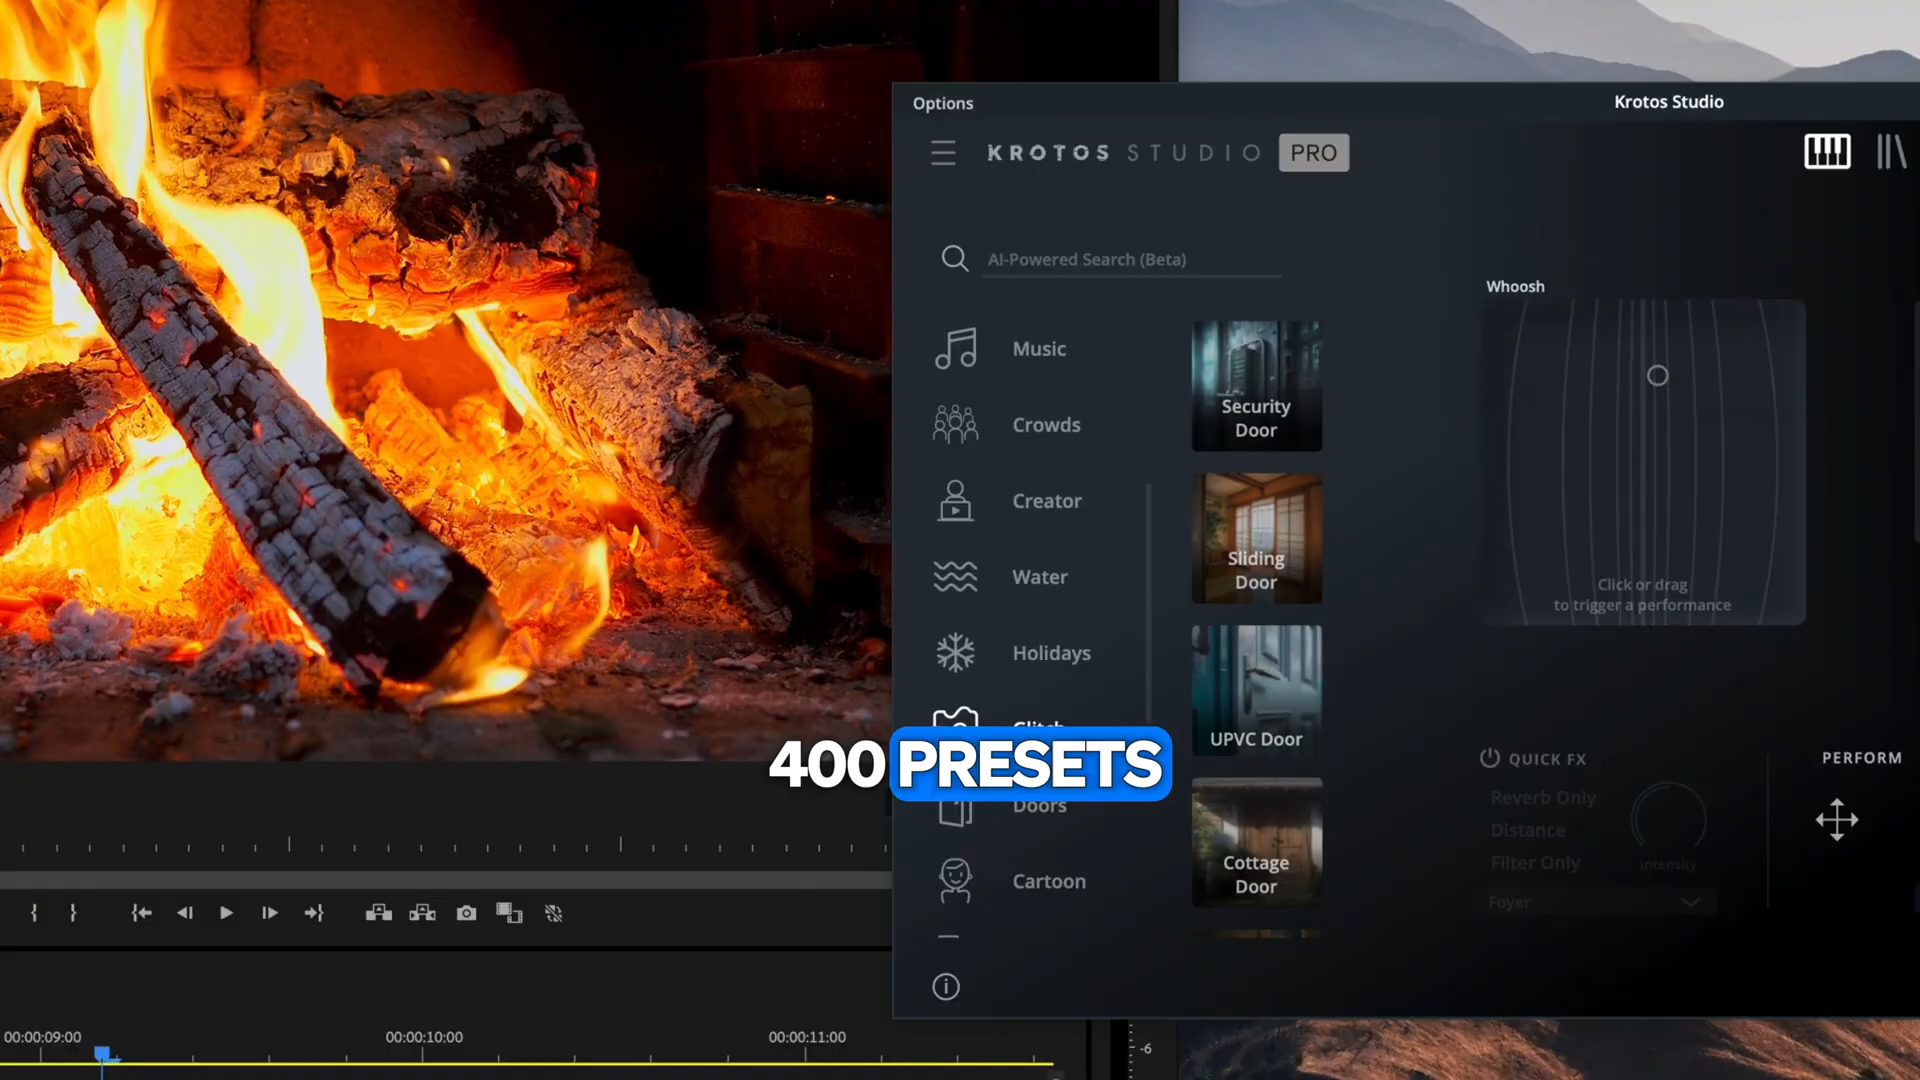 Options
Krotos Studio
KROTOS STUDIO PRO
AI-Powered Search (Beta)
Whoosh
Music
Crowds
Creator
Water
Holidays
Glitch
Doors
Cartoon
Security
Door
Sliding
Door
UPVC Door
Cottage
Door
Click or drag
to trigger a performance
400 PRESETS
QUICK FX
PERFORM
Reverb Only
Distance
Filter Only
Intensity
Foyer
00:00:09:00
00:00:10:00
00:00:11:00
-6